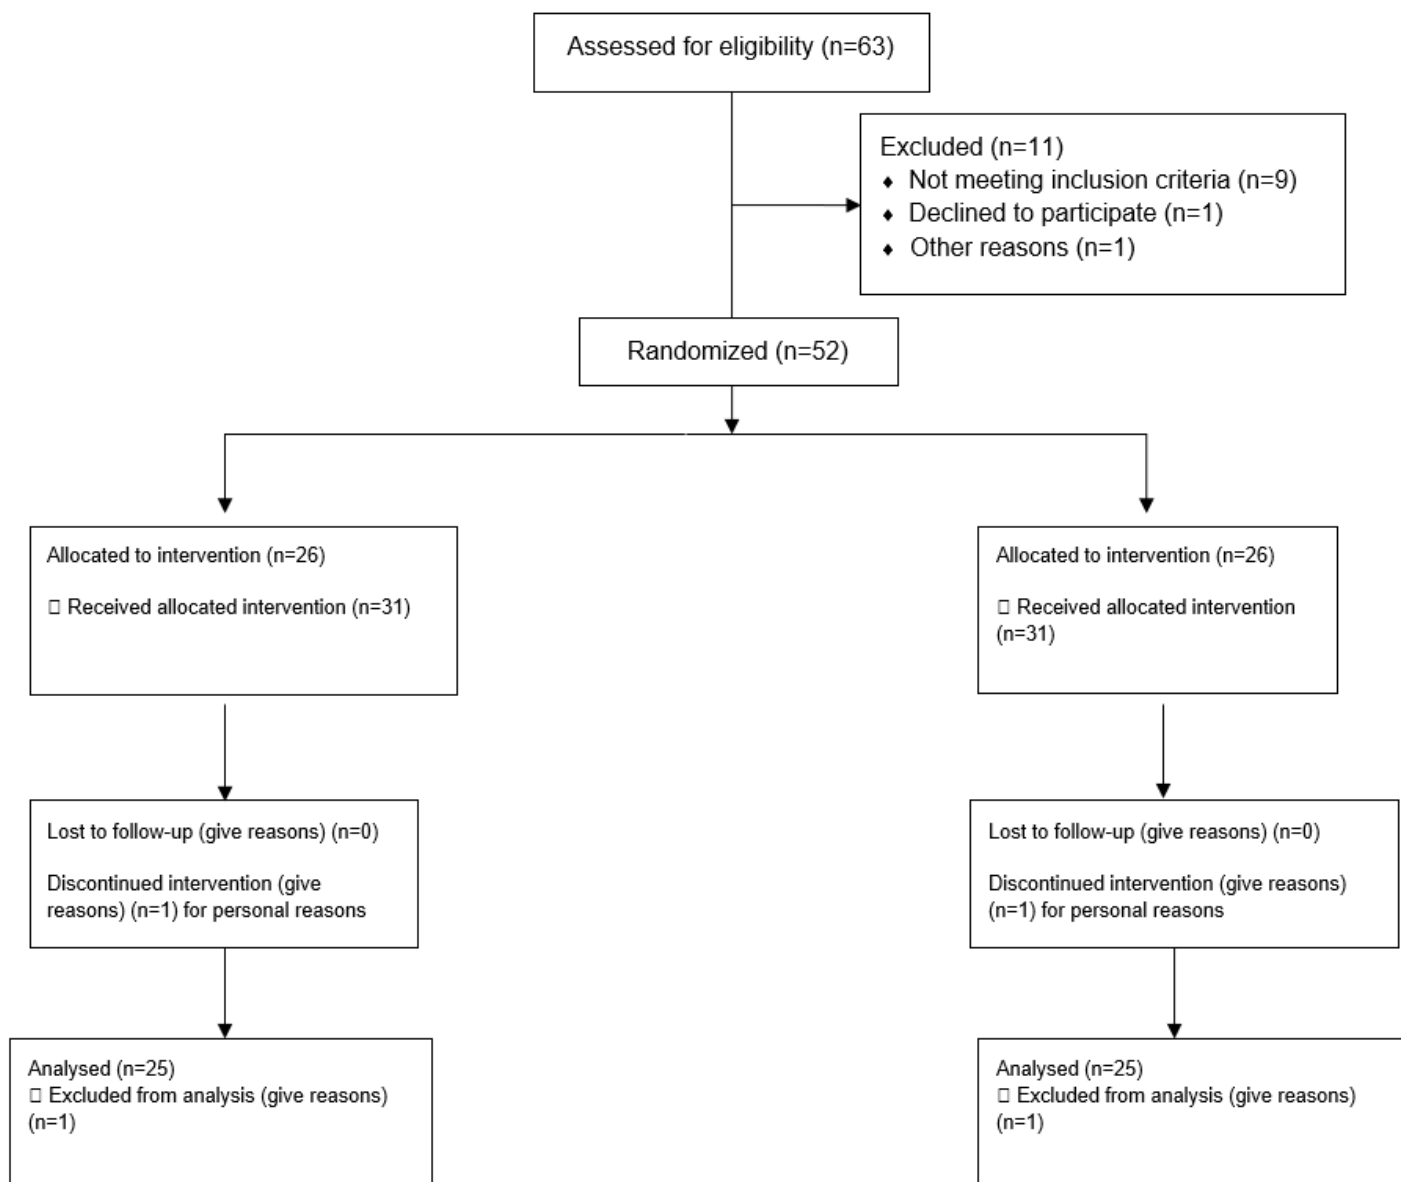 Assessed for eligibility (n=63)
Excluded (n=11)
♦ Not meeting inclusion criteria (n=9)
♦ Declined to participate (n=1)
♦ Other reasons (n=1)
Randomized (n=52)
Allocated to intervention (n=26)
▯ Received allocated intervention (n=31)
Allocated to intervention (n=26)
▯ Received allocated intervention
(n=31)
Lost to follow-up (give reasons) (n=0)
Discontinued intervention (give
reasons) (n=1) for personal reasons
Lost to follow-up (give reasons) (n=0)
Discontinued intervention (give reasons)
(n=1) for personal reasons
Analysed (n=25)
▯ Excluded from analysis (give reasons)
(n=1)
Analysed (n=25)
▯ Excluded from analysis (give reasons)
(n=1)